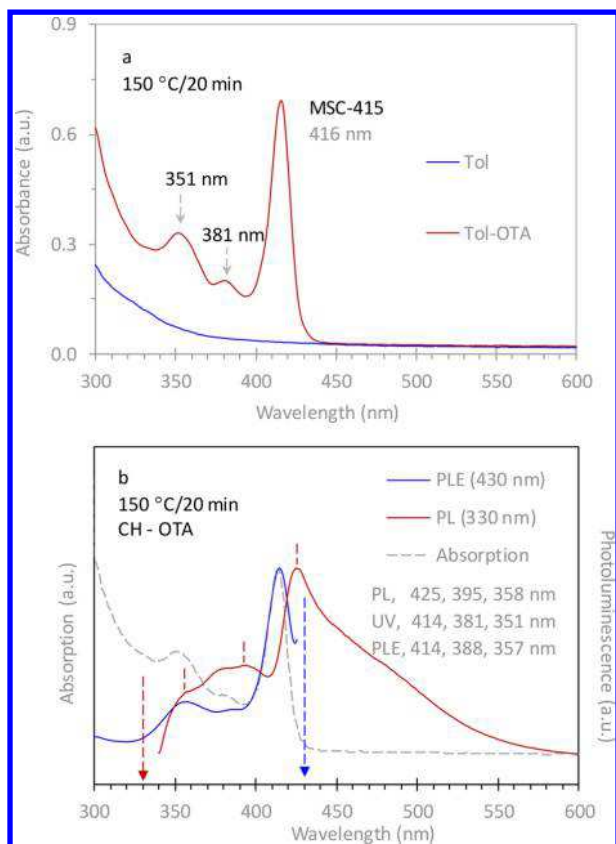 a
150 °C/20 min
MSC-415
416 nm
351 nm
381 nm
Tol
Tol-OTA
Absorbance (a.u.)
0.9
0.6
0.3
0.0
300 350 400 450 500 550 600
Wavelength (nm)
b
150 °C/20 min
CH - OTA
PLE (430 nm)
PL (330 nm)
Absorption
PL, 425, 395, 358 nm
UV, 414, 381, 351 nm
PLE, 414, 388, 357 nm
Absorption (a.u.)
Photoluminescence (a.u.)
300 350 400 450 500 550 600
Wavelength (nm)